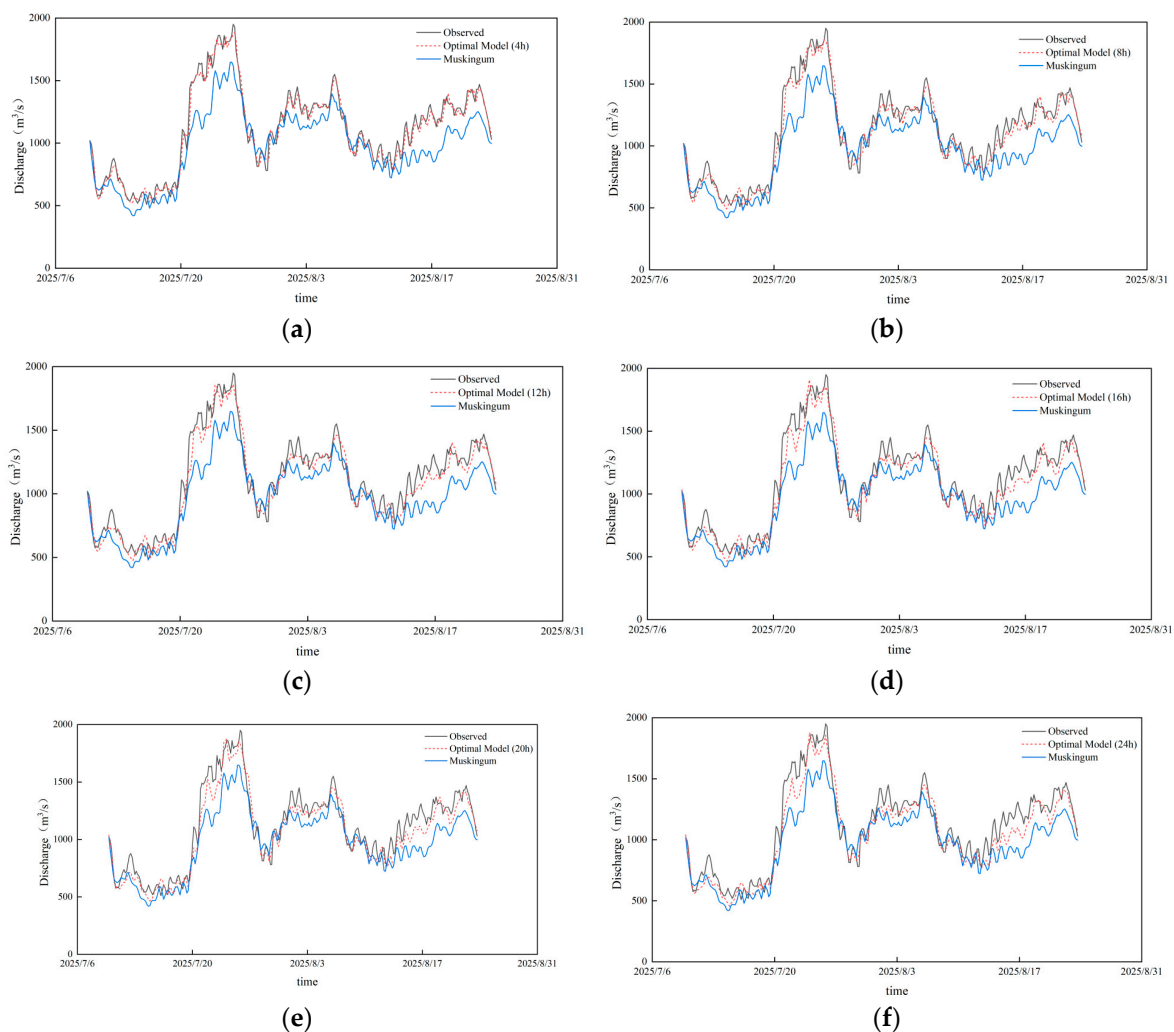 2000
1500
1000
500
0
Discharge（m³/s）
Observed
Optimal Model (4h)
Muskingum
2025/7/6
2025/7/20
2025/8/3
2025/8/17
2025/8/31
time
(a)
2000
1500
1000
500
0
Discharge（m³/s）
Observed
Optimal Model (8h)
Muskingum
2025/7/6
2025/7/20
2025/8/3
2025/8/17
2025/8/31
time
(b)
2000
1500
1000
500
0
Discharge（m³/s）
Observed
Optimal Model (12h)
Muskingum
2025/7/6
2025/7/20
2025/8/3
2025/8/17
2025/8/31
time
(c)
2000
1500
1000
500
0
Discharge（m³/s）
Observed
Optimal Model (16h)
Muskingum
2025/7/6
2025/7/20
2025/8/3
2025/8/17
2025/8/31
time
(d)
2000
1500
1000
500
0
Discharge（m³/s）
Observed
Optimal Model (20h)
Muskingum
2025/7/6
2025/7/20
2025/8/3
2025/8/17
2025/8/31
time
(e)
2000
1500
1000
500
0
Discharge（m³/s）
Observed
Optimal Model (24h)
Muskingum
2025/7/6
2025/7/20
2025/8/3
2025/8/17
2025/8/31
time
(f)